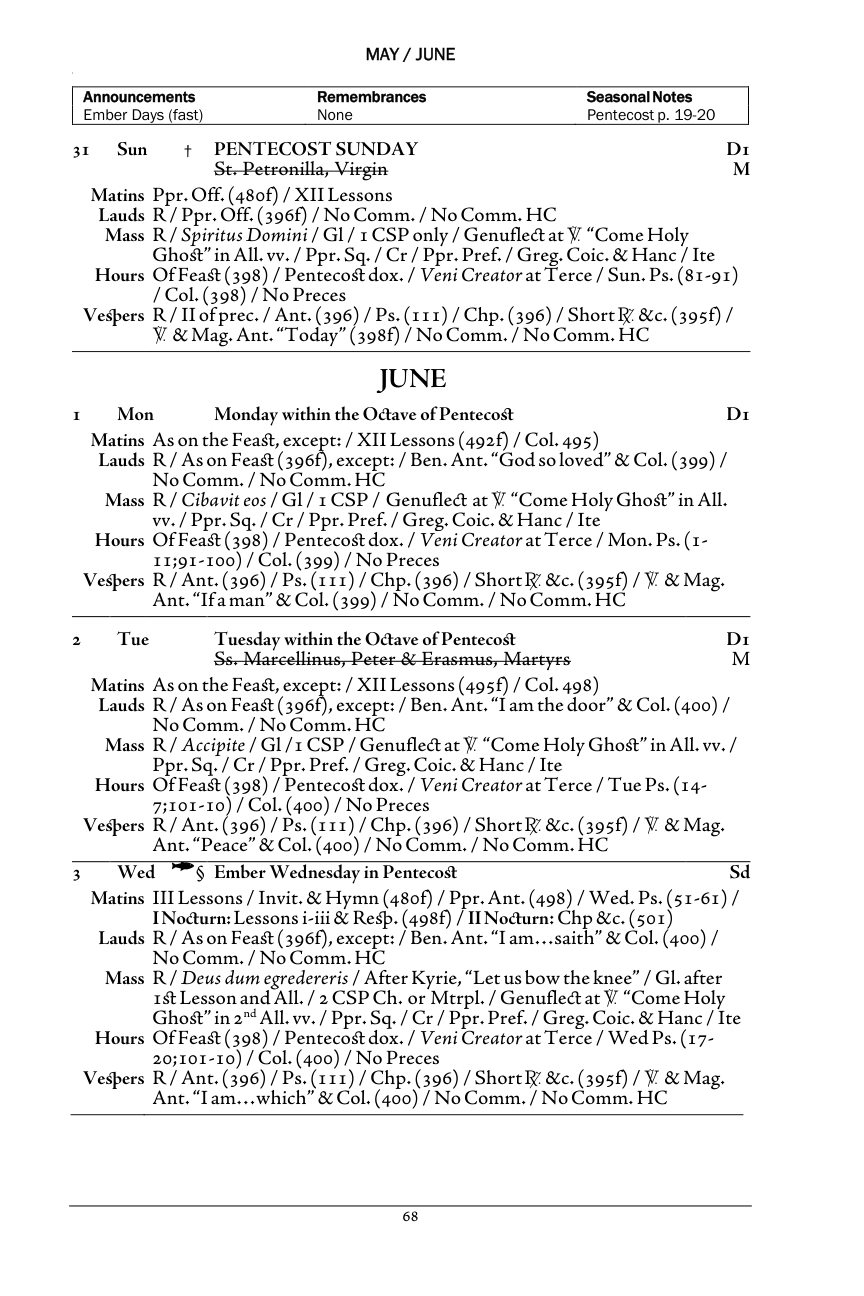 MAY / JUNE
Announcements Remembrances Seasonal Notes
Ember Days (fast) None Pentecost p. 19-20
31 Sun † PENTECOST SUNDAY D1
St. Petronilla, Virgin M
Matins Ppr. Off. (480f) / XII Lessons
Lauds R / Ppr. Off. (396f) / No Comm. / No Comm. HC
Mass R / Spiritus Domini / Gl / 1 CSP only / Genuflect at ℣. “Come Holy
Ghost” in All. vv. / Ppr. Sq. / Cr / Ppr. Pref. / Greg. Coic. & Hanc / Ite
Hours Of Feast (398) / Pentecost dox. / Veni Creator at Terce / Sun. Ps. (81-91)
/ Col. (398) / No Preces
Vespers R / II of prec. / Ant. (396) / Ps. (111) / Chp. (396) / Short ℟. &c. (395f) /
℣. & Mag. Ant. “Today” (398f) / No Comm. / No Comm. HC
JUNE
1 Mon Monday within the Octave of Pentecost D1
Matins As on the Feast, except: / XII Lessons (492f) / Col. 495)
Lauds R / As on Feast (396f), except: / Ben. Ant. “God so loved” & Col. (399) /
No Comm. / No Comm. HC
Mass R / Cibavit eos / Gl / 1 CSP / Genuflect at ℣. “Come Holy Ghost” in All.
vv. / Ppr. Sq. / Cr / Ppr. Pref. / Greg. Coic. & Hanc / Ite
Hours Of Feast (398) / Pentecost dox. / Veni Creator at Terce / Mon. Ps. (1-
11;91-100) / Col. (399) / No Preces
Vespers R / Ant. (396) / Ps. (111) / Chp. (396) / Short ℟. &c. (395f) / ℣. & Mag.
Ant. “If a man” & Col. (399) / No Comm. / No Comm. HC
2 Tue Tuesday within the Octave of Pentecost D1
Ss. Marcellinus, Peter & Erasmus, Martyrs M
Matins As on the Feast, except: / XII Lessons (495f) / Col. 498)
Lauds R / As on Feast (396f), except: / Ben. Ant. “I am the door” & Col. (400) /
No Comm. / No Comm. HC
Mass R / Accipite / Gl /1 CSP / Genuflect at ℣. “Come Holy Ghost” in All. vv. /
Ppr. Sq. / Cr / Ppr. Pref. / Greg. Coic. & Hanc / Ite
Hours Of Feast (398) / Pentecost dox. / Veni Creator at Terce / Tue Ps. (14-
7;101-10) / Col. (400) / No Preces
Vespers R / Ant. (396) / Ps. (111) / Chp. (396) / Short ℟. &c. (395f) / ℣. & Mag.
Ant. “Peace” & Col. (400) / No Comm. / No Comm. HC
3 Wed § Ember Wednesday in Pentecost Sd
Matins III Lessons / Invit. & Hymn (480f) / Ppr. Ant. (498) / Wed. Ps. (51-61) /
I Nocturn: Lessons i-iii & Resp. (498f) / II Nocturn: Chp &c. (501)
Lauds R / As on Feast (396f), except: / Ben. Ant. “I am…saith” & Col. (400) /
No Comm. / No Comm. HC
Mass R / Deus dum egredereris / After Kyrie, “Let us bow the knee” / Gl. after
1st Lesson and All. / 2 CSP Ch. or Mtrpl. / Genuflect at ℣. “Come Holy
Ghost” in 2nd All. vv. / Ppr. Sq. / Cr / Ppr. Pref. / Greg. Coic. & Hanc / Ite
Hours Of Feast (398) / Pentecost dox. / Veni Creator at Terce / Wed Ps. (17-
20;101-10) / Col. (400) / No Preces
Vespers R / Ant. (396) / Ps. (111) / Chp. (396) / Short ℟. &c. (395f) / ℣. & Mag.
Ant. “I am…which” & Col. (400) / No Comm. / No Comm. HC
68